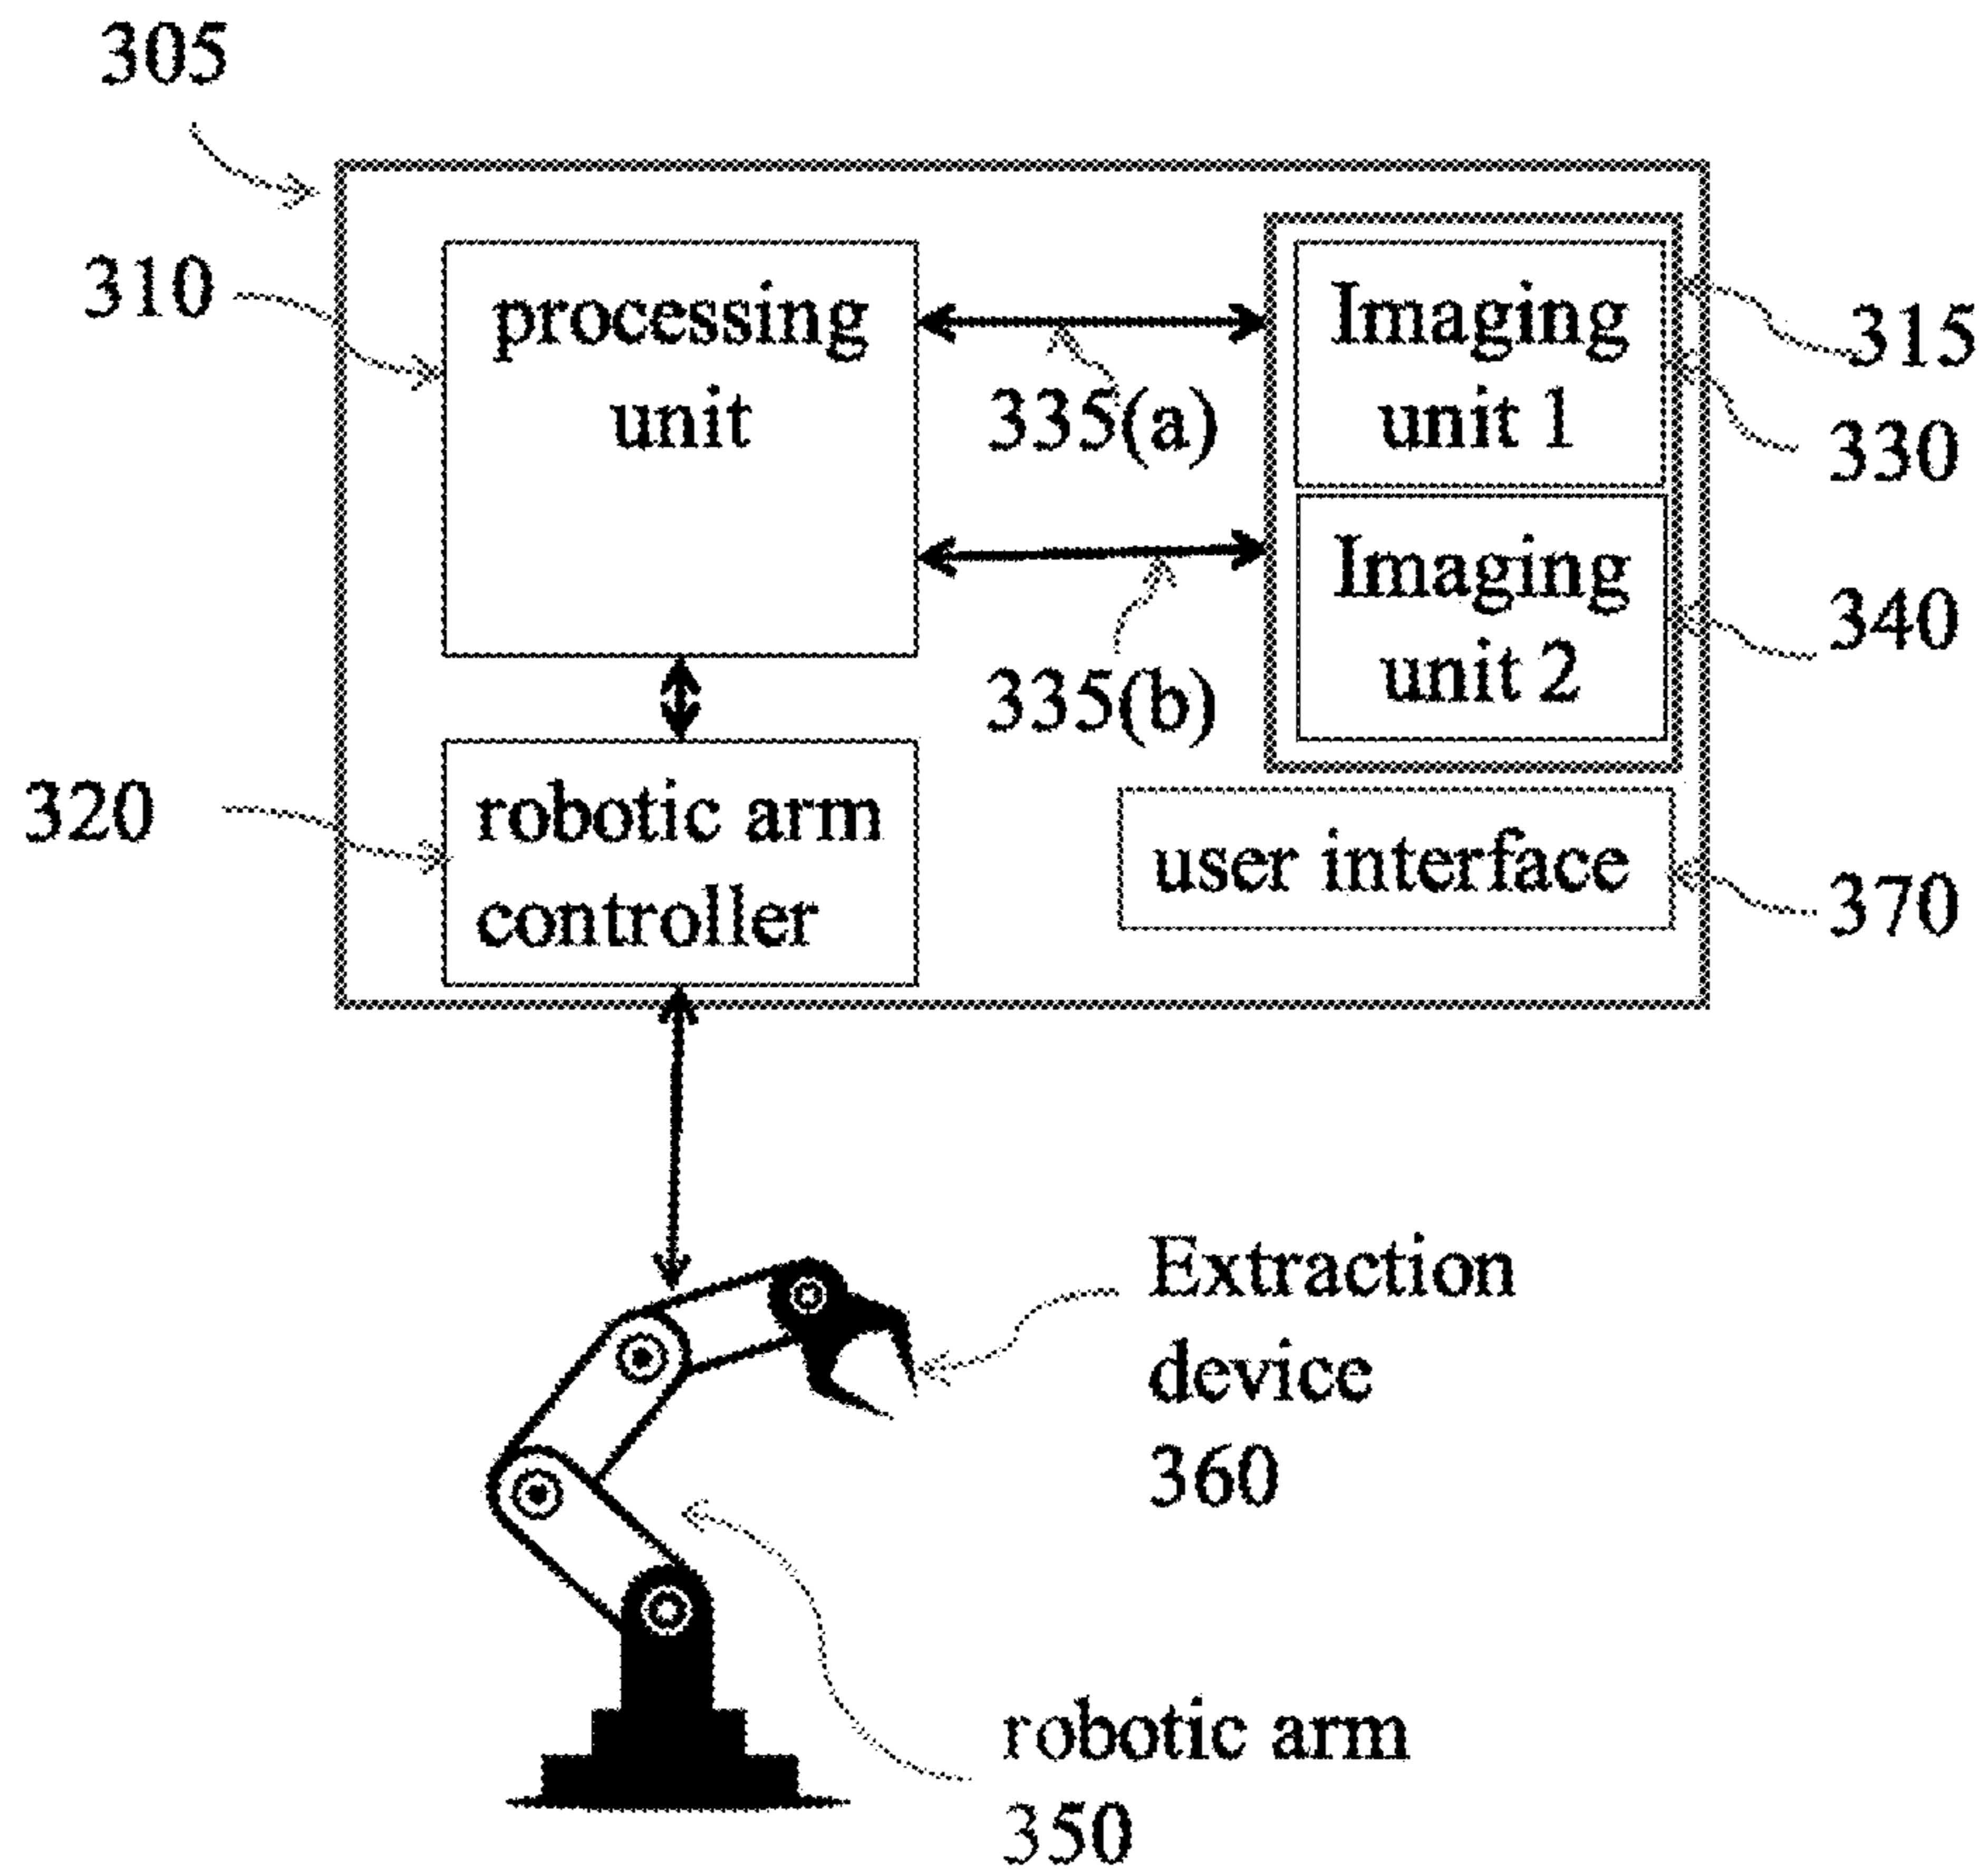 305
310
processing
unit
Imaging
unit 1
315
335(a)
330
Imaging
unit 2
340
335(b)
320
robotic arm
controller
user interface
370
Extraction
device
360
robotic arm
350